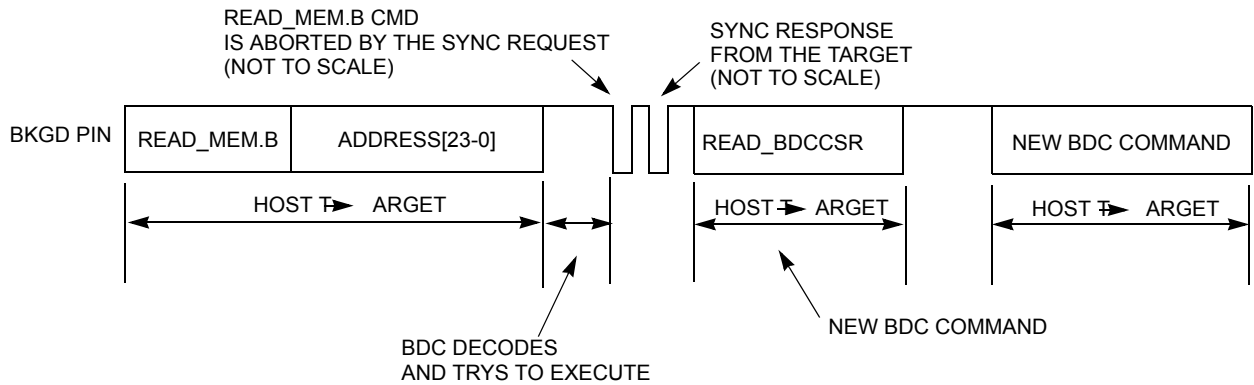 READ_MEM.B CMD
IS ABORTED BY THE SYNC REQUEST
(NOT TO SCALE)
SYNC RESPONSE
FROM THE TARGET
(NOT TO SCALE)
BKGD PIN
READ_MEM.B
ADDRESS[23-0]
READ_BDCCSR
NEW BDC COMMAND
HOST T ARGET
HOST T ARGET
HOST T ARGET
NEW BDC COMMAND
BDC DECODES
AND TRYS TO EXECUTE